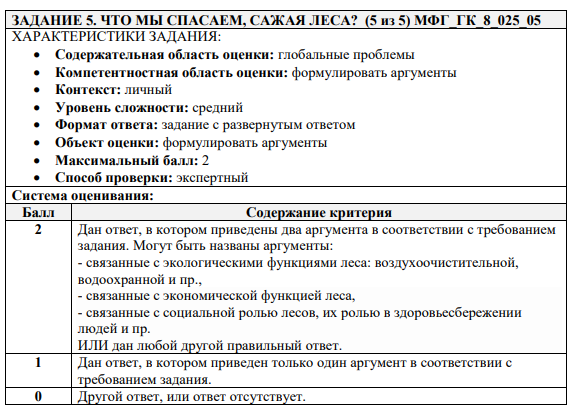 ЗАДАНИЕ 5. ЧТО МЫ СПАСАЕМ, САЖАЯ ЛЕСА? (5 из 5) МФГ_ГК_8_025_05
ХАРАКТЕРИСТИКИ ЗАДАНИЯ:
• Содержательная область оценки: глобальные проблемы
• Компетентностная область оценки: формулировать аргументы
• Контекст: личный
• Уровень сложности: средний
• Формат ответа: задание с развернутым ответом
• Объект оценки: формулировать аргументы
• Максимальный балл: 2
• Способ проверки: экспертный
Система оценивания:
Балл Содержание критерия
2 Дан ответ, в котором приведены два аргумента в соответствии с требованием
задания. Могут быть названы аргументы:
- связанные с экологическими функциями леса: воздухоочистительной,
водоохранной и пр.,
- связанные с экономической функцией леса,
- связанные с социальной ролью лесов, их ролью в здоровьесбережении
людей и пр.
ИЛИ дан любой другой правильный ответ.
1 Дан ответ, в котором приведен только один аргумент в соответствии с
требованием задания.
0 Другой ответ, или ответ отсутствует.